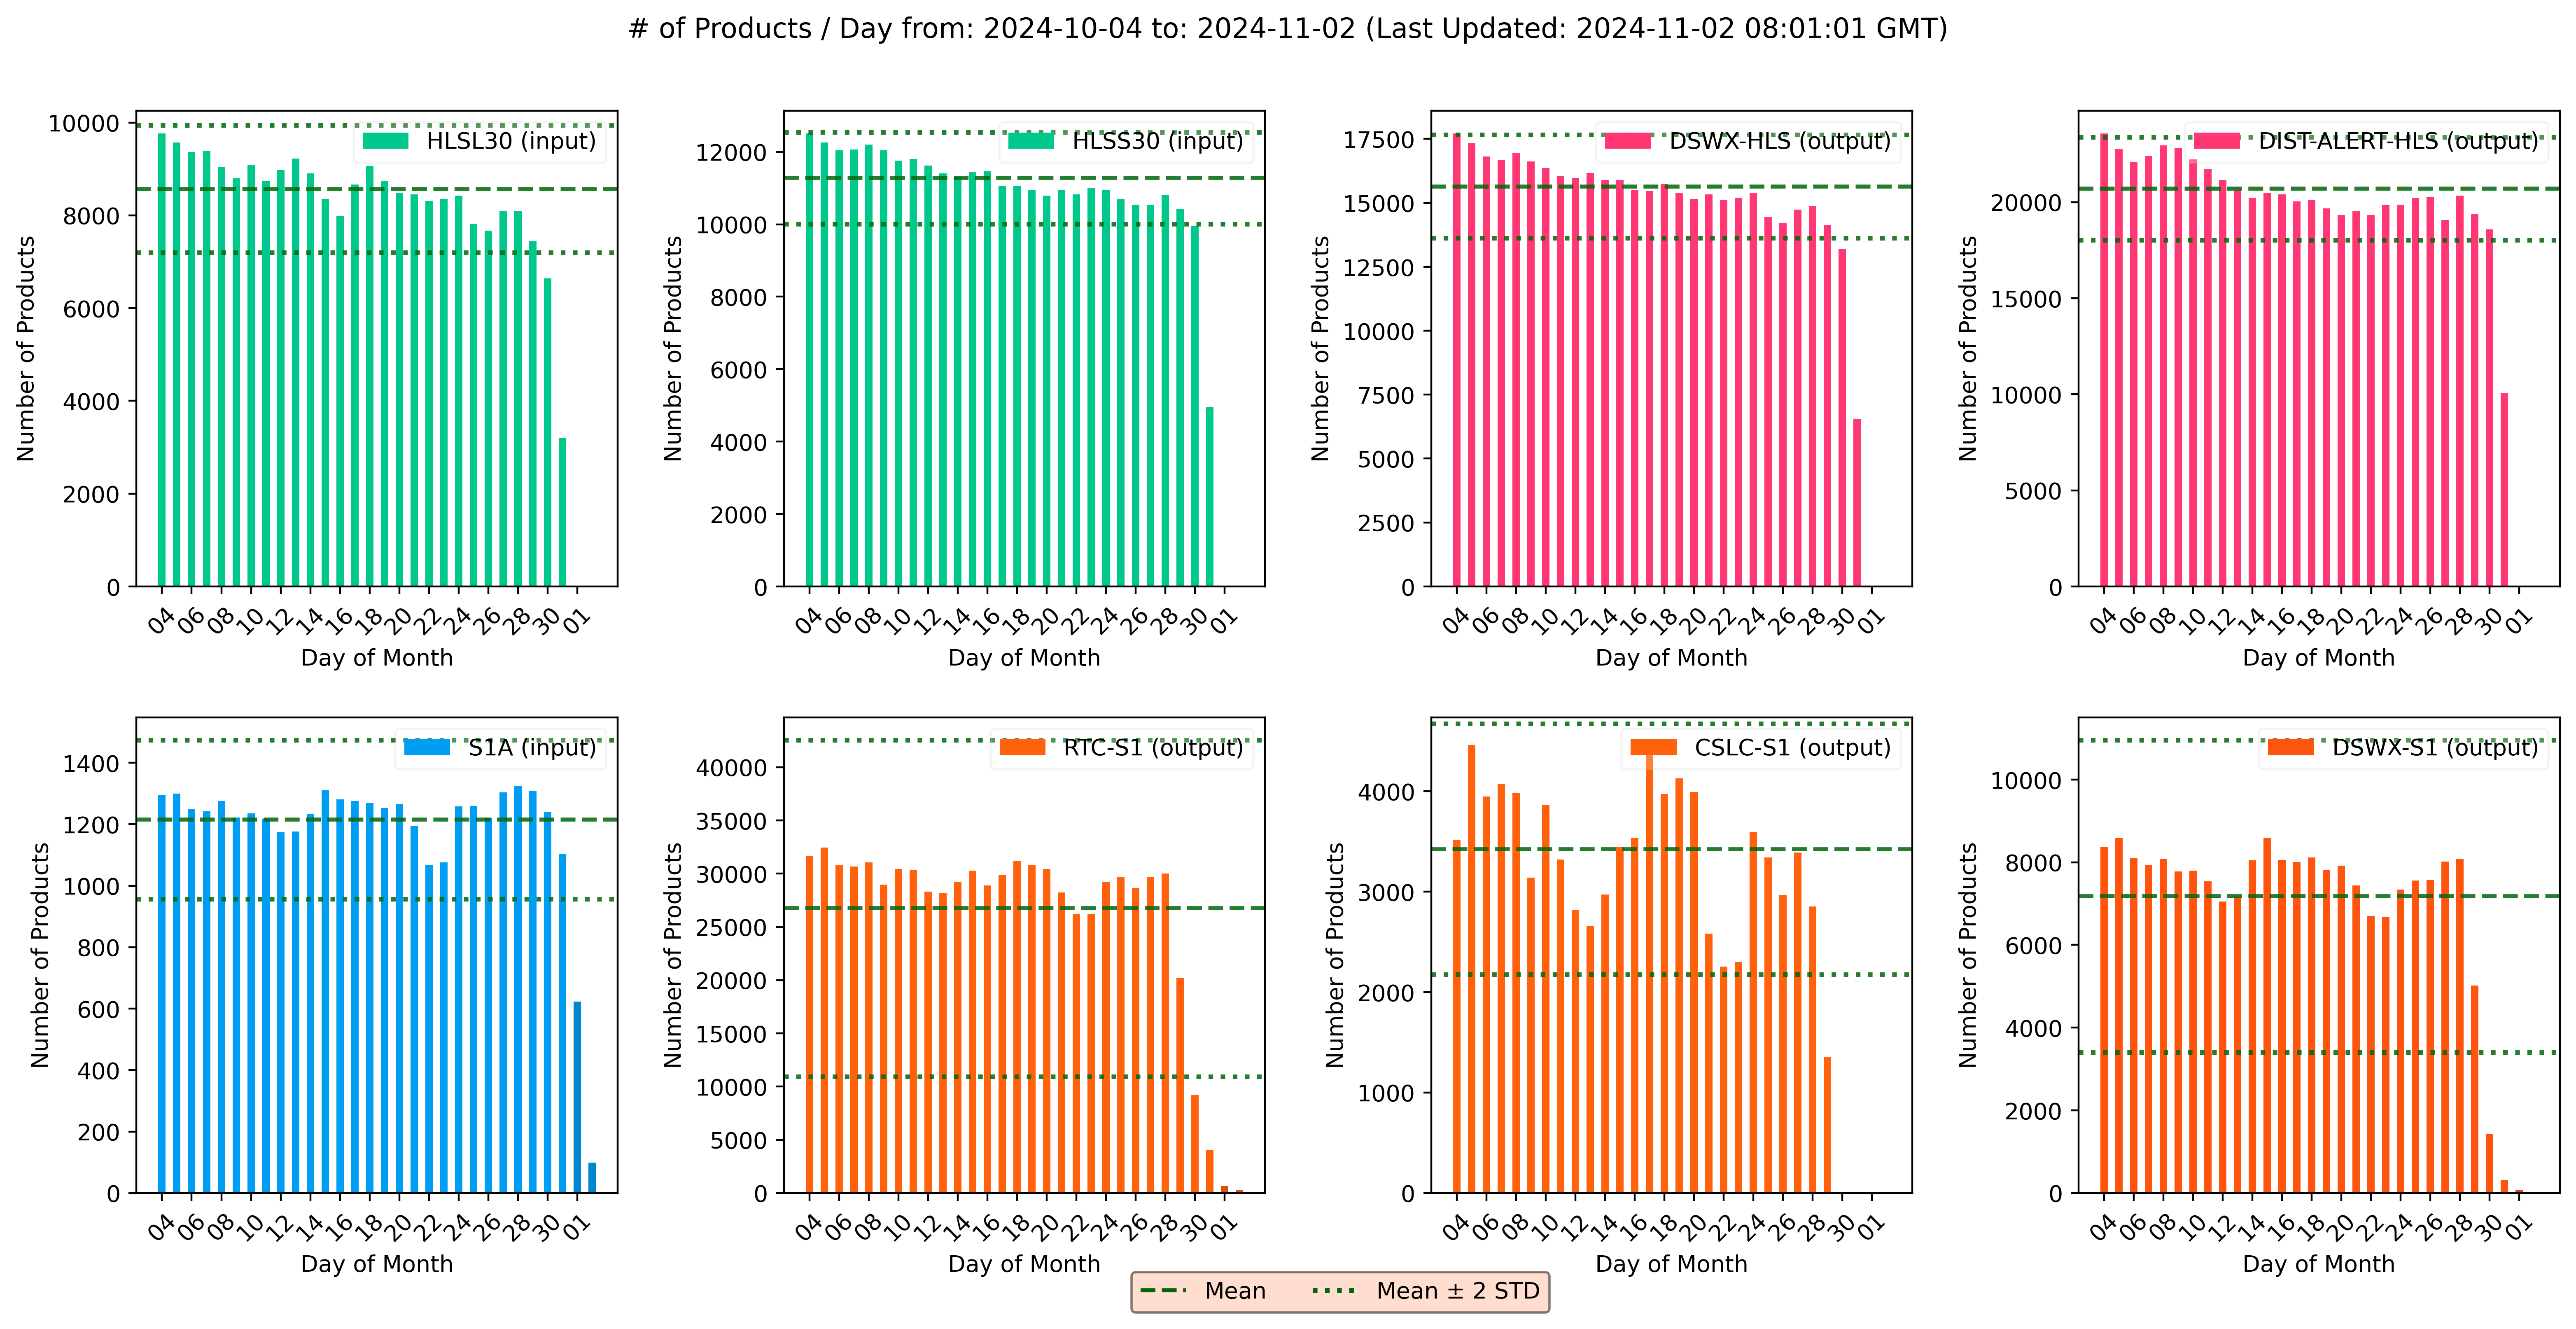 # of Products / Day from: 2024-10-04 to: 2024-11-02 (Last Updated: 2024-11-02 08:01:01 GMT)
HLSL30 (input)
Number of Products
10000
8000
6000
4000
2000
0
04 06 08 10 12 14 16 18 20 22 24 26 28 30 01
Day of Month
HLSS30 (input)
Number of Products
12000
10000
8000
6000
4000
2000
0
04 06 08 10 12 14 16 18 20 22 24 26 28 30 01
Day of Month
DSWX-HLS (output)
Number of Products
17500
15000
12500
10000
7500
5000
2500
0
04 06 08 10 12 14 16 18 20 22 24 26 28 30 01
Day of Month
DIST-ALERT-HLS (output)
Number of Products
20000
15000
10000
5000
0
04 06 08 10 12 14 16 18 20 22 24 26 28 30 01
Day of Month
S1A (input)
Number of Products
1400
1200
1000
800
600
400
200
0
04 06 08 10 12 14 16 18 20 22 24 26 28 30 01
Day of Month
RTC-S1 (output)
Number of Products
40000
35000
30000
25000
20000
15000
10000
5000
0
04 06 08 10 12 14 16 18 20 22 24 26 28 30 01
Day of Month
CSLC-S1 (output)
Number of Products
4000
3000
2000
1000
0
04 06 08 10 12 14 16 18 20 22 24 26 28 30 01
Day of Month
DSWX-S1 (output)
Number of Products
10000
8000
6000
4000
2000
0
04 06 08 10 12 14 16 18 20 22 24 26 28 30 01
Day of Month
Mean Mean ± 2 STD